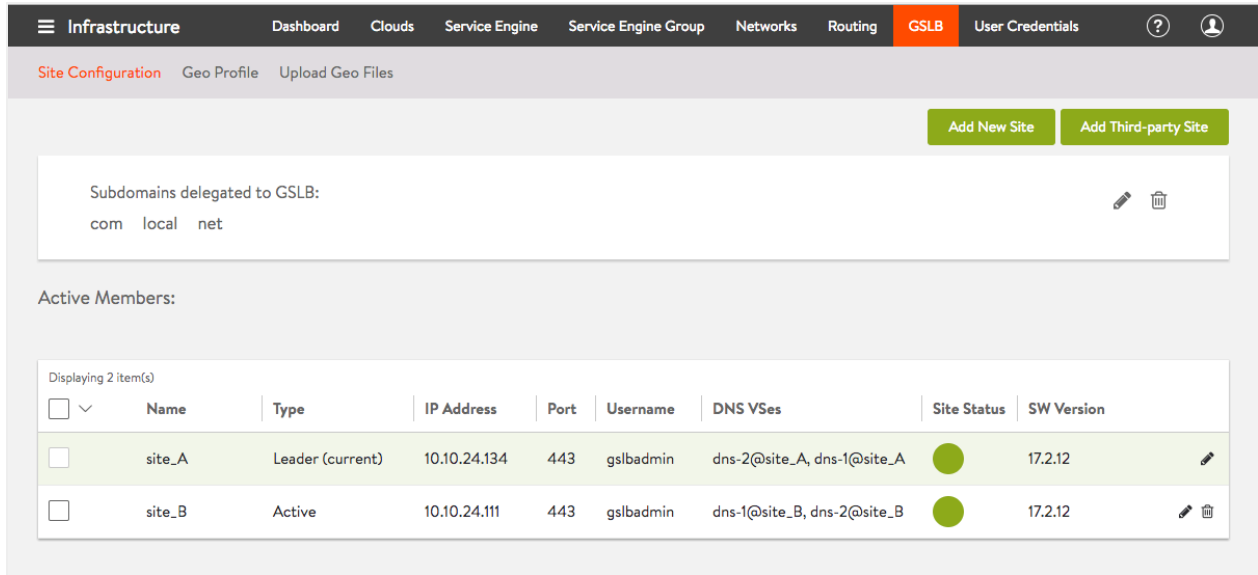 Infrastructure Dashboard Clouds Service Engine Service Engine Group Networks Routing GSLB User Credentials ?
Site Configuration Geo Profile Upload Geo Files
Add New Site Add Third-party Site
Subdomains delegated to GSLB:
com local net
Active Members:
Displaying 2 item(s)
Name Type IP Address Port Username DNS VSes Site Status SW Version
site_A Leader (current) 10.10.24.134 443 gslbadmin dns-2@site_A, dns-1@site_A 17.2.12
site_B Active 10.10.24.111 443 gslbadmin dns-1@site_B, dns-2@site_B 17.2.12